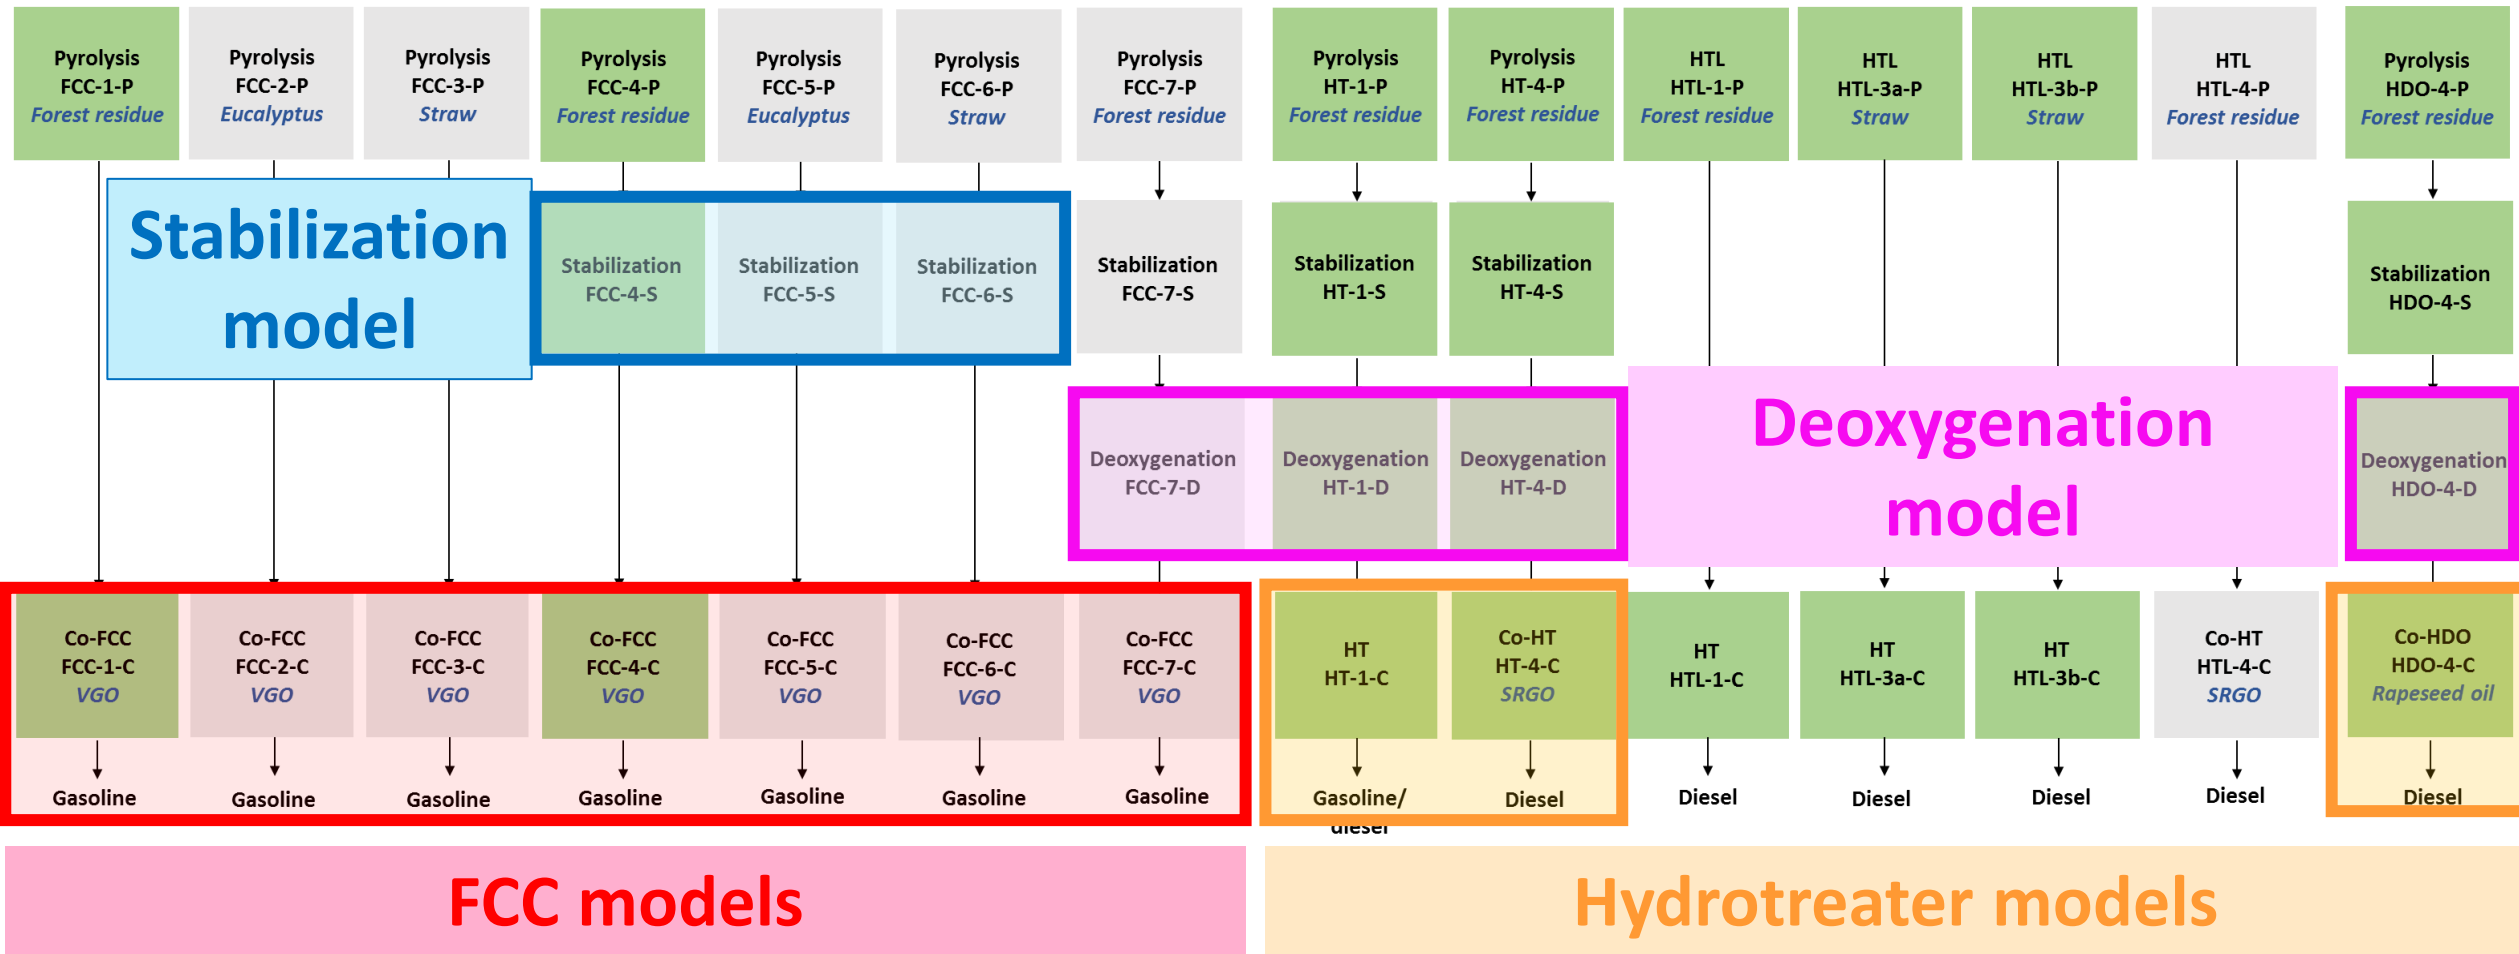 Pyrolysis
FCC-1-P
Forest residue
Pyrolysis
FCC-2-P
Eucalyptus
Pyrolysis
FCC-3-P
Straw
Pyrolysis
FCC-4-P
Forest residue
Pyrolysis
FCC-5-P
Eucalyptus
Pyrolysis
FCC-6-P
Straw
Pyrolysis
FCC-7-P
Forest residue
Pyrolysis
HT-1-P
Forest residue
Pyrolysis
HT-4-P
Forest residue
HTL
HTL-1-P
Forest residue
HTL
HTL-3a-P
Straw
HTL
HTL-3b-P
Straw
HTL
HTL-4-P
Forest residue
Pyrolysis
HDO-4-P
Forest residue
Stabilization
model
Stabilization
FCC-4-S
Stabilization
FCC-5-S
Stabilization
FCC-6-S
Stabilization
FCC-7-S
Stabilization
HT-1-S
Stabilization
HT-4-S
Stabilization
HDO-4-S
Deoxygenation
FCC-7-D
Deoxygenation
HT-1-D
Deoxygenation
HT-4-D
Deoxygenation
model
Deoxygenation
HDO-4-D
Co-FCC
FCC-1-C
VGO
Co-FCC
FCC-2-C
VGO
Co-FCC
FCC-3-C
VGO
Co-FCC
FCC-4-C
VGO
Co-FCC
FCC-5-C
VGO
Co-FCC
FCC-6-C
VGO
Co-FCC
FCC-7-C
VGO
HT
HT-1-C
Co-HT
HT-4-C
SRGO
HT
HTL-1-C
HT
HTL-3a-C
HT
HTL-3b-C
Co-HT
HTL-4-C
SRGO
Co-HDO
HDO-4-C
Rapeseed oil
Gasoline
Gasoline
Gasoline
Gasoline
Gasoline
Gasoline
Gasoline
Gasoline/
diesel
Diesel
Diesel
Diesel
Diesel
Diesel
Diesel
FCC models
Hydrotreater models